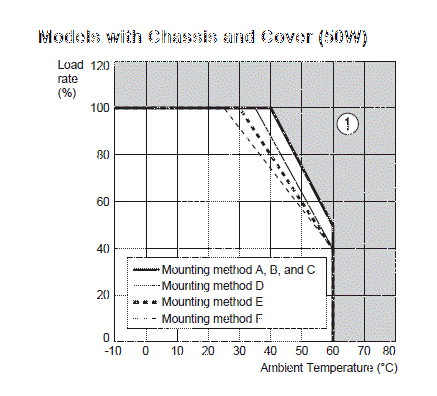 Models with Chassis and Cover (50W)
Load rate (%)
120
100
80
60
40
20
0
①
Mounting method A, B, and C
Mounting method D
Mounting method E
Mounting method F
-10 0 10 20 30 40 50 60 70 80
Ambient Temperature (°C)